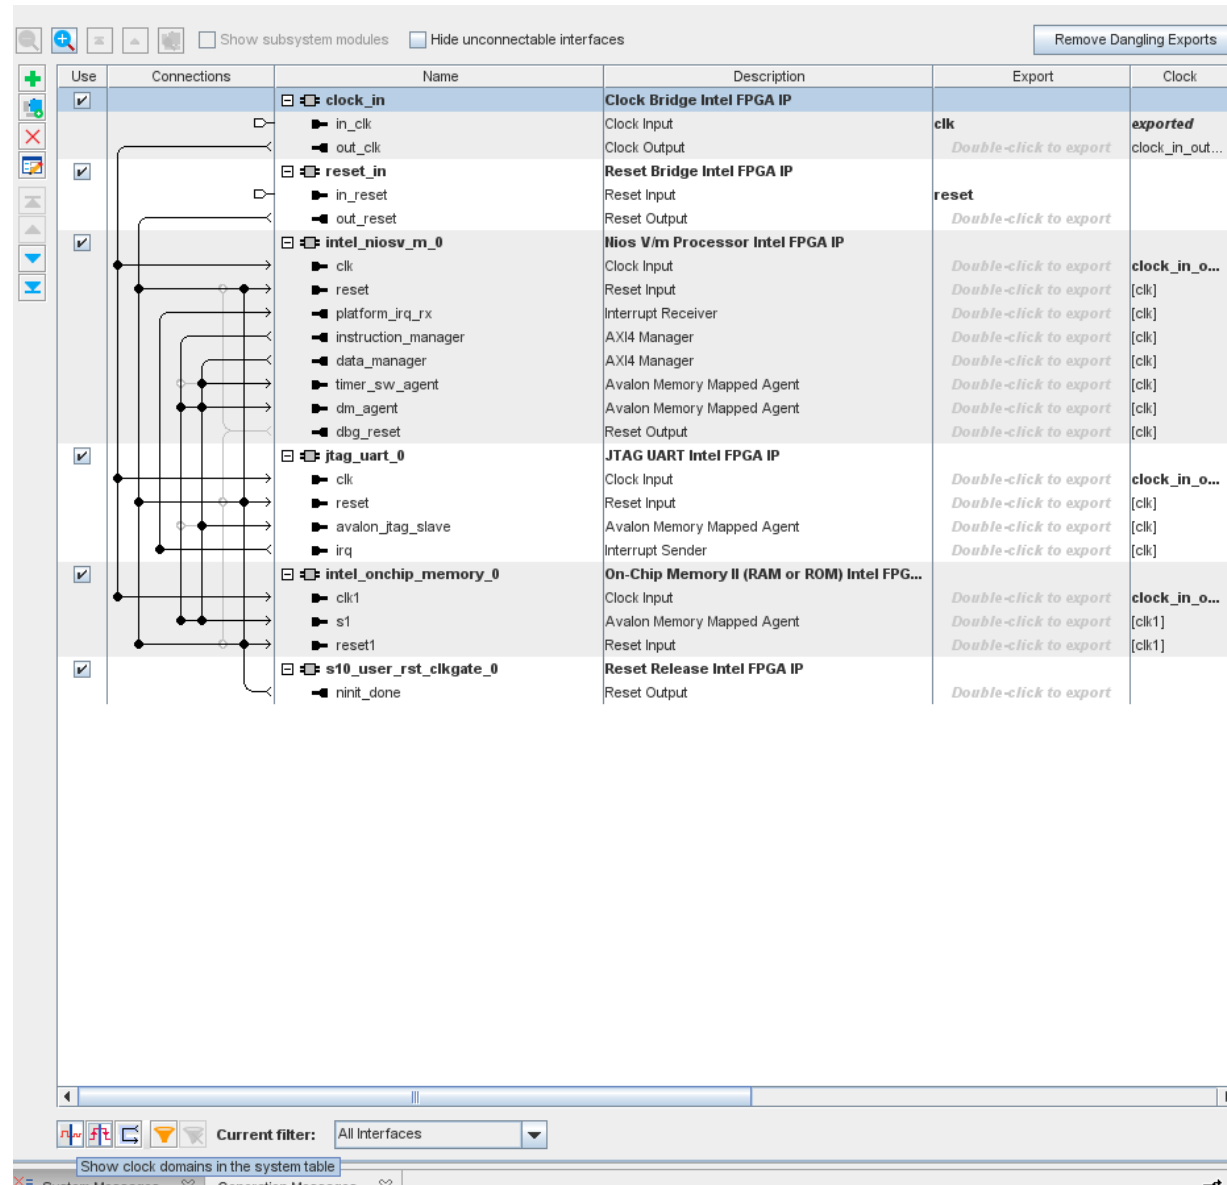 Show subsystem modules Hide unconnectable interfaces Remove Dangling Exports
Use Connections Name Description Export Clock
clock_in Clock Bridge Intel FPGA IP
in_clk Clock Input clk exported
out_clk Clock Output Double-click to export clock_in_out...
reset_in Reset Bridge Intel FPGA IP
in_reset Reset Input reset
out_reset Reset Output Double-click to export
intel_niosv_m_0 Nios V/m Processor Intel FPGA IP
clk Clock Input Double-click to export clock_in_o...
reset Reset Input Double-click to export [clk]
platform_irq_rx Interrupt Receiver Double-click to export [clk]
instruction_manager AXI4 Manager Double-click to export [clk]
data_manager AXI4 Manager Double-click to export [clk]
timer_sw_agent Avalon Memory Mapped Agent Double-click to export [clk]
dm_agent Avalon Memory Mapped Agent Double-click to export [clk]
dbg_reset Reset Output Double-click to export [clk]
jtag_uart_0 JTAG UART Intel FPGA IP
clk Clock Input Double-click to export clock_in_o...
reset Reset Input Double-click to export [clk]
avalon_jtag_slave Avalon Memory Mapped Agent Double-click to export [clk]
irq Interrupt Sender Double-click to export [clk]
intel_onchip_memory_0 On-Chip Memory II (RAM or ROM) Intel FPG...
clk1 Clock Input Double-click to export clock_in_o...
s1 Avalon Memory Mapped Agent Double-click to export [clk1]
reset1 Reset Input Double-click to export [clk1]
s10_user_rst_clkgate_0 Reset Release Intel FPGA IP
ninit_done Reset Output Double-click to export
Current filter: All Interfaces
Show clock domains in the system table